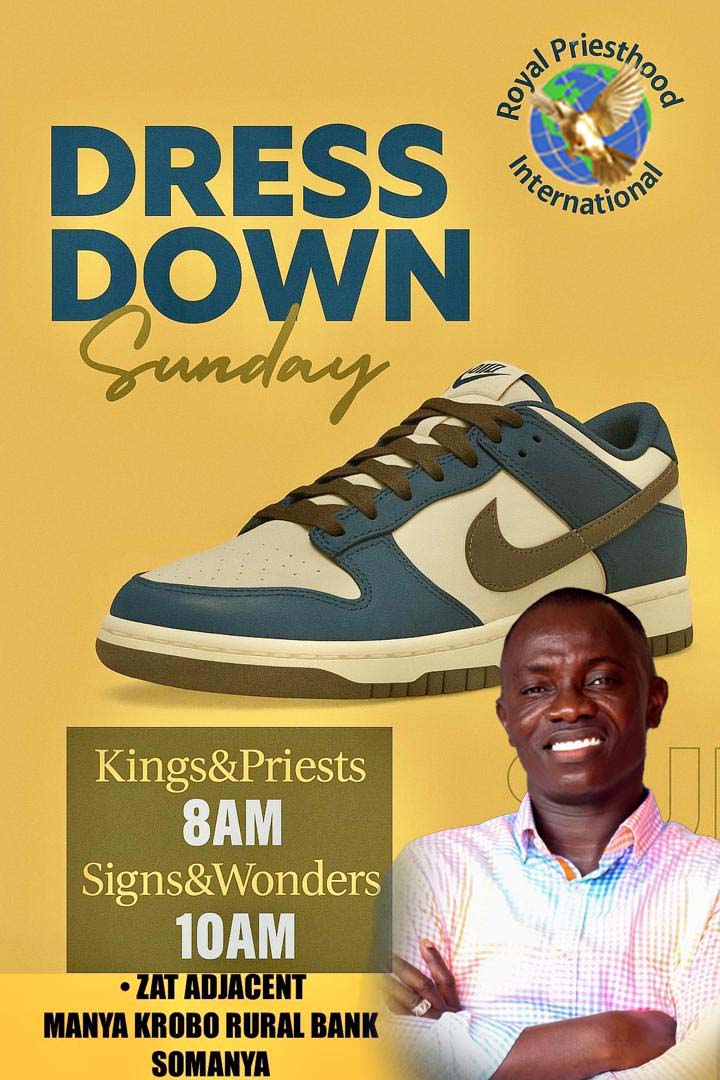 Royal Priesthood
International
DRESS
DOWN
Sunday
Kings&Priests
8AM
Signs&Wonders
10AM
• ZAT ADJACENT
MANYA KROBO RURAL BANK
SOMANYA